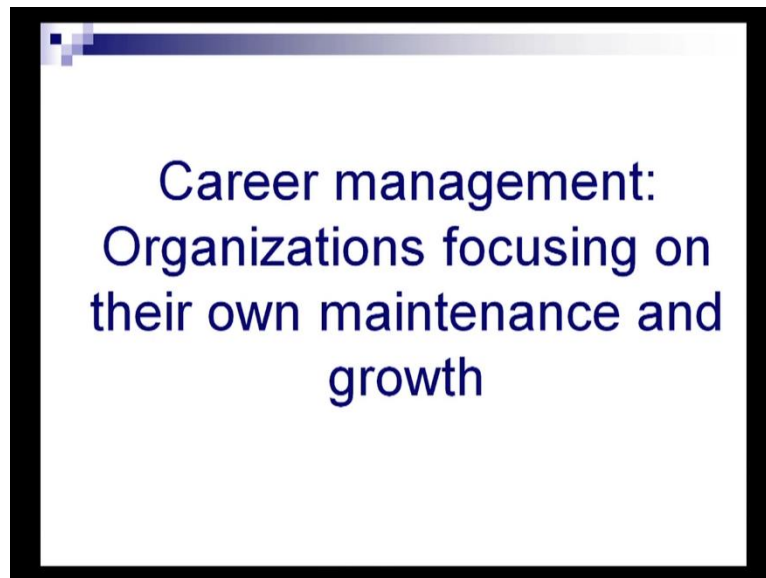 Career management:
Organizations focusing on
their own maintenance and
growth